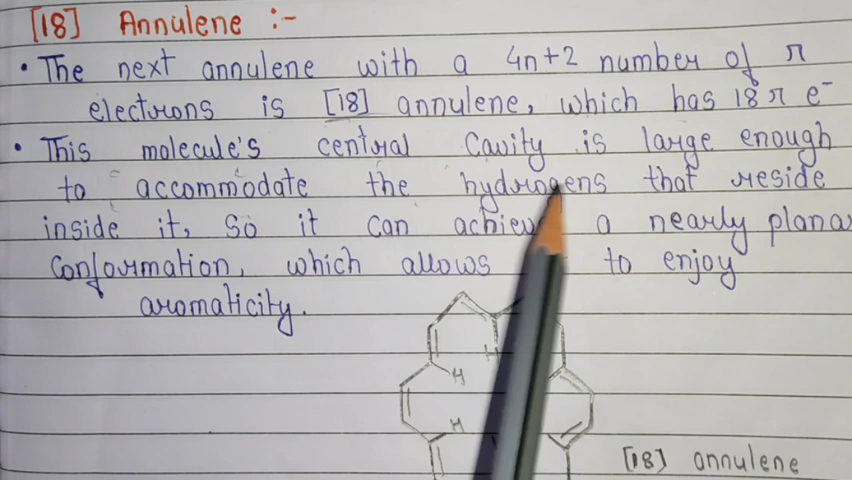 [18] Annulene :-
• The next annulene with a 4n+2 number of π
electrons is [18] annulene, which has 18 π e⁻
• This molecule's central cavity is large enough
to accommodate the hydrogens that reside
inside it, so it can achieve a nearly planar
conformation, which allows to enjoy
aromaticity.
H
H
H
[18] annulene